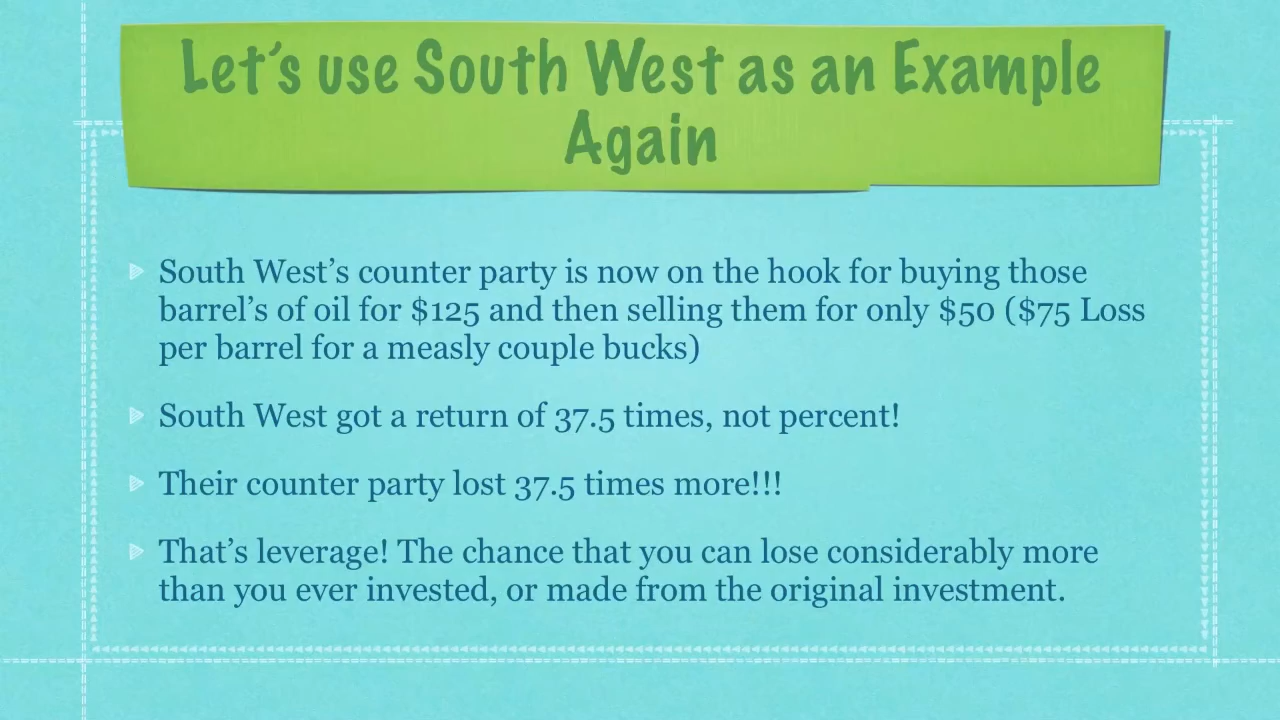 Let's use South West as an Example
Again
South West's counter party is now on the hook for buying those
barrel's of oil for $125 and then selling them for only $50 ($75 Loss
per barrel for a measly couple bucks)
South West got a return of 37.5 times, not percent!
Their counter party lost 37.5 times more!!!
That's leverage! The chance that you can lose considerably more
than you ever invested, or made from the original investment.